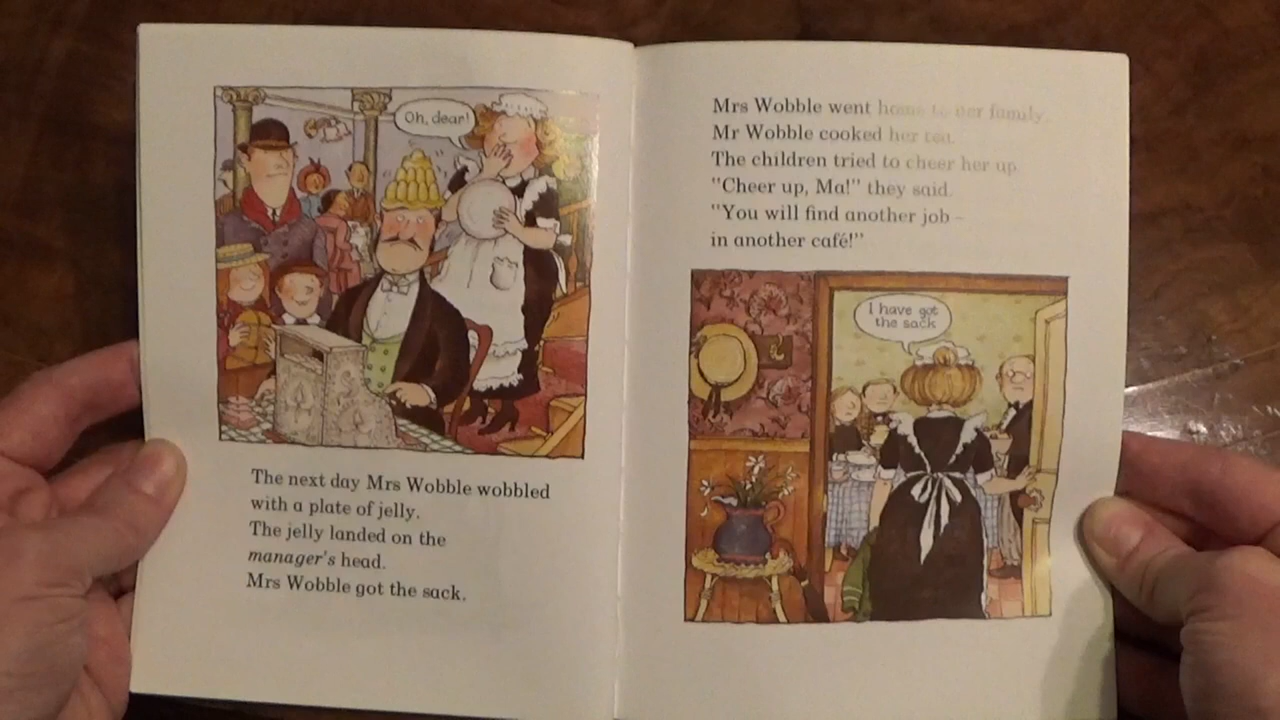 Oh, dear!
The next day Mrs Wobble wobbled
with a plate of jelly.
The jelly landed on the
manager's head.
Mrs Wobble got the sack.
Mrs Wobble went home to her family.
Mr Wobble cooked her tea.
The children tried to cheer her up.
"Cheer up, Ma!" they said.
"You will find another job –
in another café!"
I have got
the sack